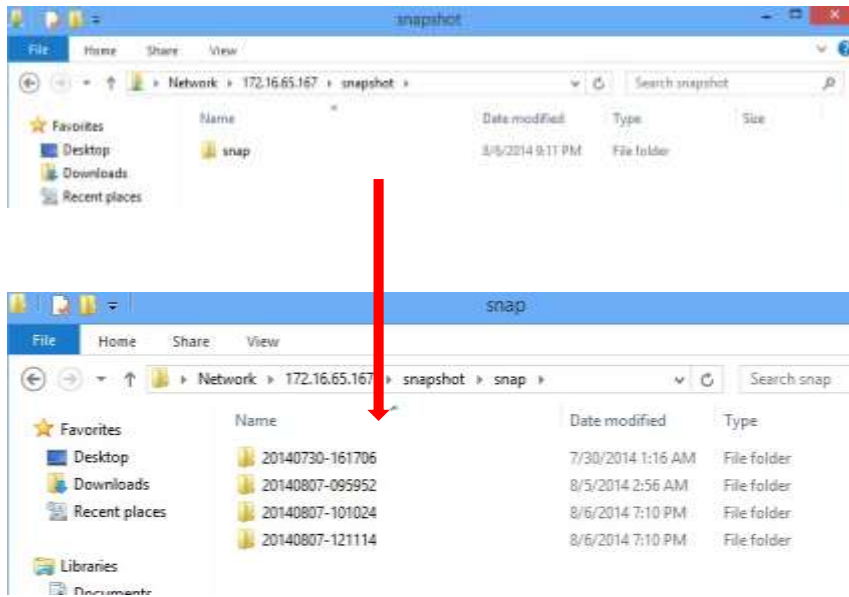 snapshot
File Home Share View
Network 172.16.65.167 snapshot Search snapshot
Name Date modified Type Size
Favorites
Desktop snap 8/6/2014 9:11 PM File folder
Downloads
Recent places
snap
File Home Share View
Network 172.16.65.167 snapshot snap Search snap
Name Date modified Type
Favorites
Desktop 20140730-161706 7/30/2014 1:16 AM File folder
Downloads 20140807-095952 8/5/2014 2:56 AM File folder
Recent places 20140807-101024 8/6/2014 7:10 PM File folder
20140807-121114 8/6/2014 7:10 PM File folder
Libraries
Documents